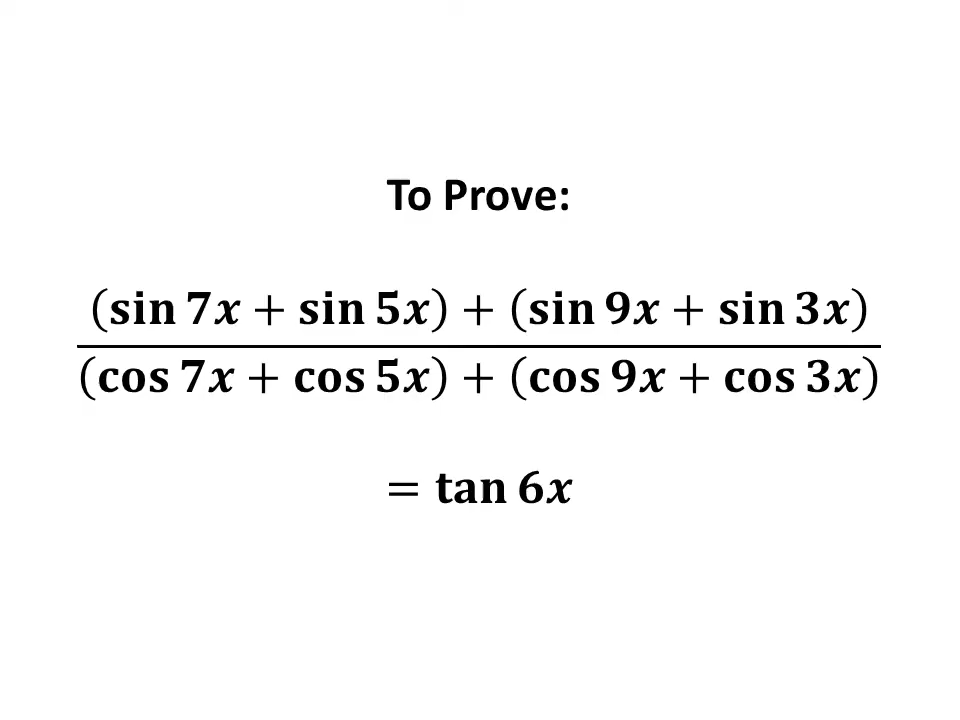 To Prove:
(sin 7x + sin 5x) + (sin 9x + sin 3x)
(cos 7x + cos 5x) + (cos 9x + cos 3x)
= tan 6x